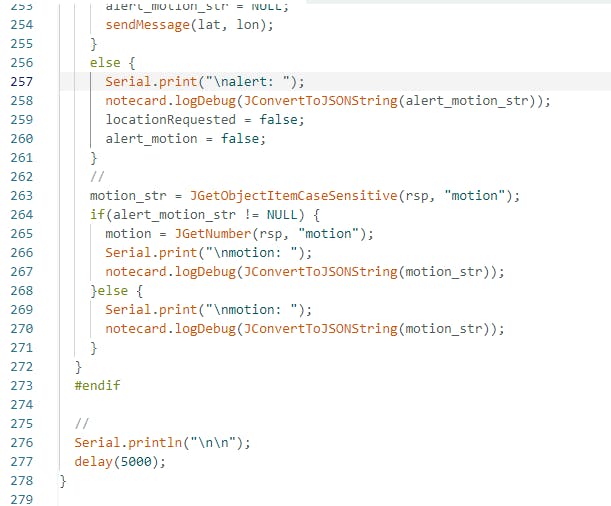 253 alert_motion_str = NULL;
254 sendMessage(lat, lon);
255 }
256 else {
257 Serial.print("\nalert: ");
258 notecard.logDebug(JConvertToJSONString(alert_motion_str));
259 locationRequested = false;
260 alert_motion = false;
261 }
262 //
263 motion_str = JGetObjectItemCaseSensitive(rsp, "motion");
264 if(alert_motion_str != NULL) {
265 motion = JGetNumber(rsp, "motion");
266 Serial.print("\nmotion: ");
267 notecard.logDebug(JConvertToJSONString(motion_str));
268 }else {
269 Serial.print("\nmotion: ");
270 notecard.logDebug(JConvertToJSONString(motion_str));
271 }
272 }
273 #endif
274
275 //
276 Serial.println("\n\n");
277 delay(5000);
278 }
279